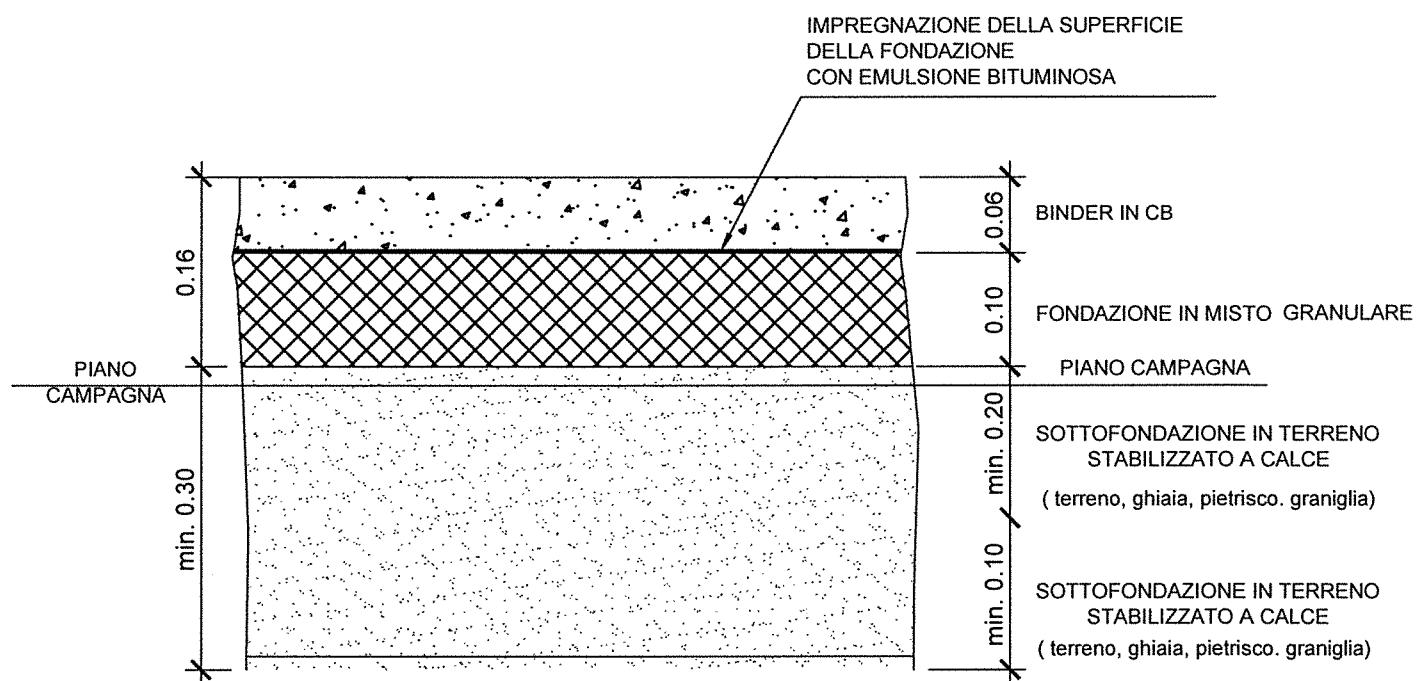 IMPREGNAZIONE DELLA SUPERFICIE
DELLA FONDAZIONE
CON EMULSIONE BITUMINOSA
0.16
0.06
BINDER IN CB
0.10
FONDAZIONE IN MISTO GRANULARE
PIANO
CAMPAGNA
PIANO CAMPAGNA
min. 0.30
min. 0.20
SOTTOFONDAZIONE IN TERRENO
STABILIZZATO A CALCE
( terreno, ghiaia, pietrisco. graniglia)
min. 0.10
SOTTOFONDAZIONE IN TERRENO
STABILIZZATO A CALCE
( terreno, ghiaia, pietrisco. graniglia)